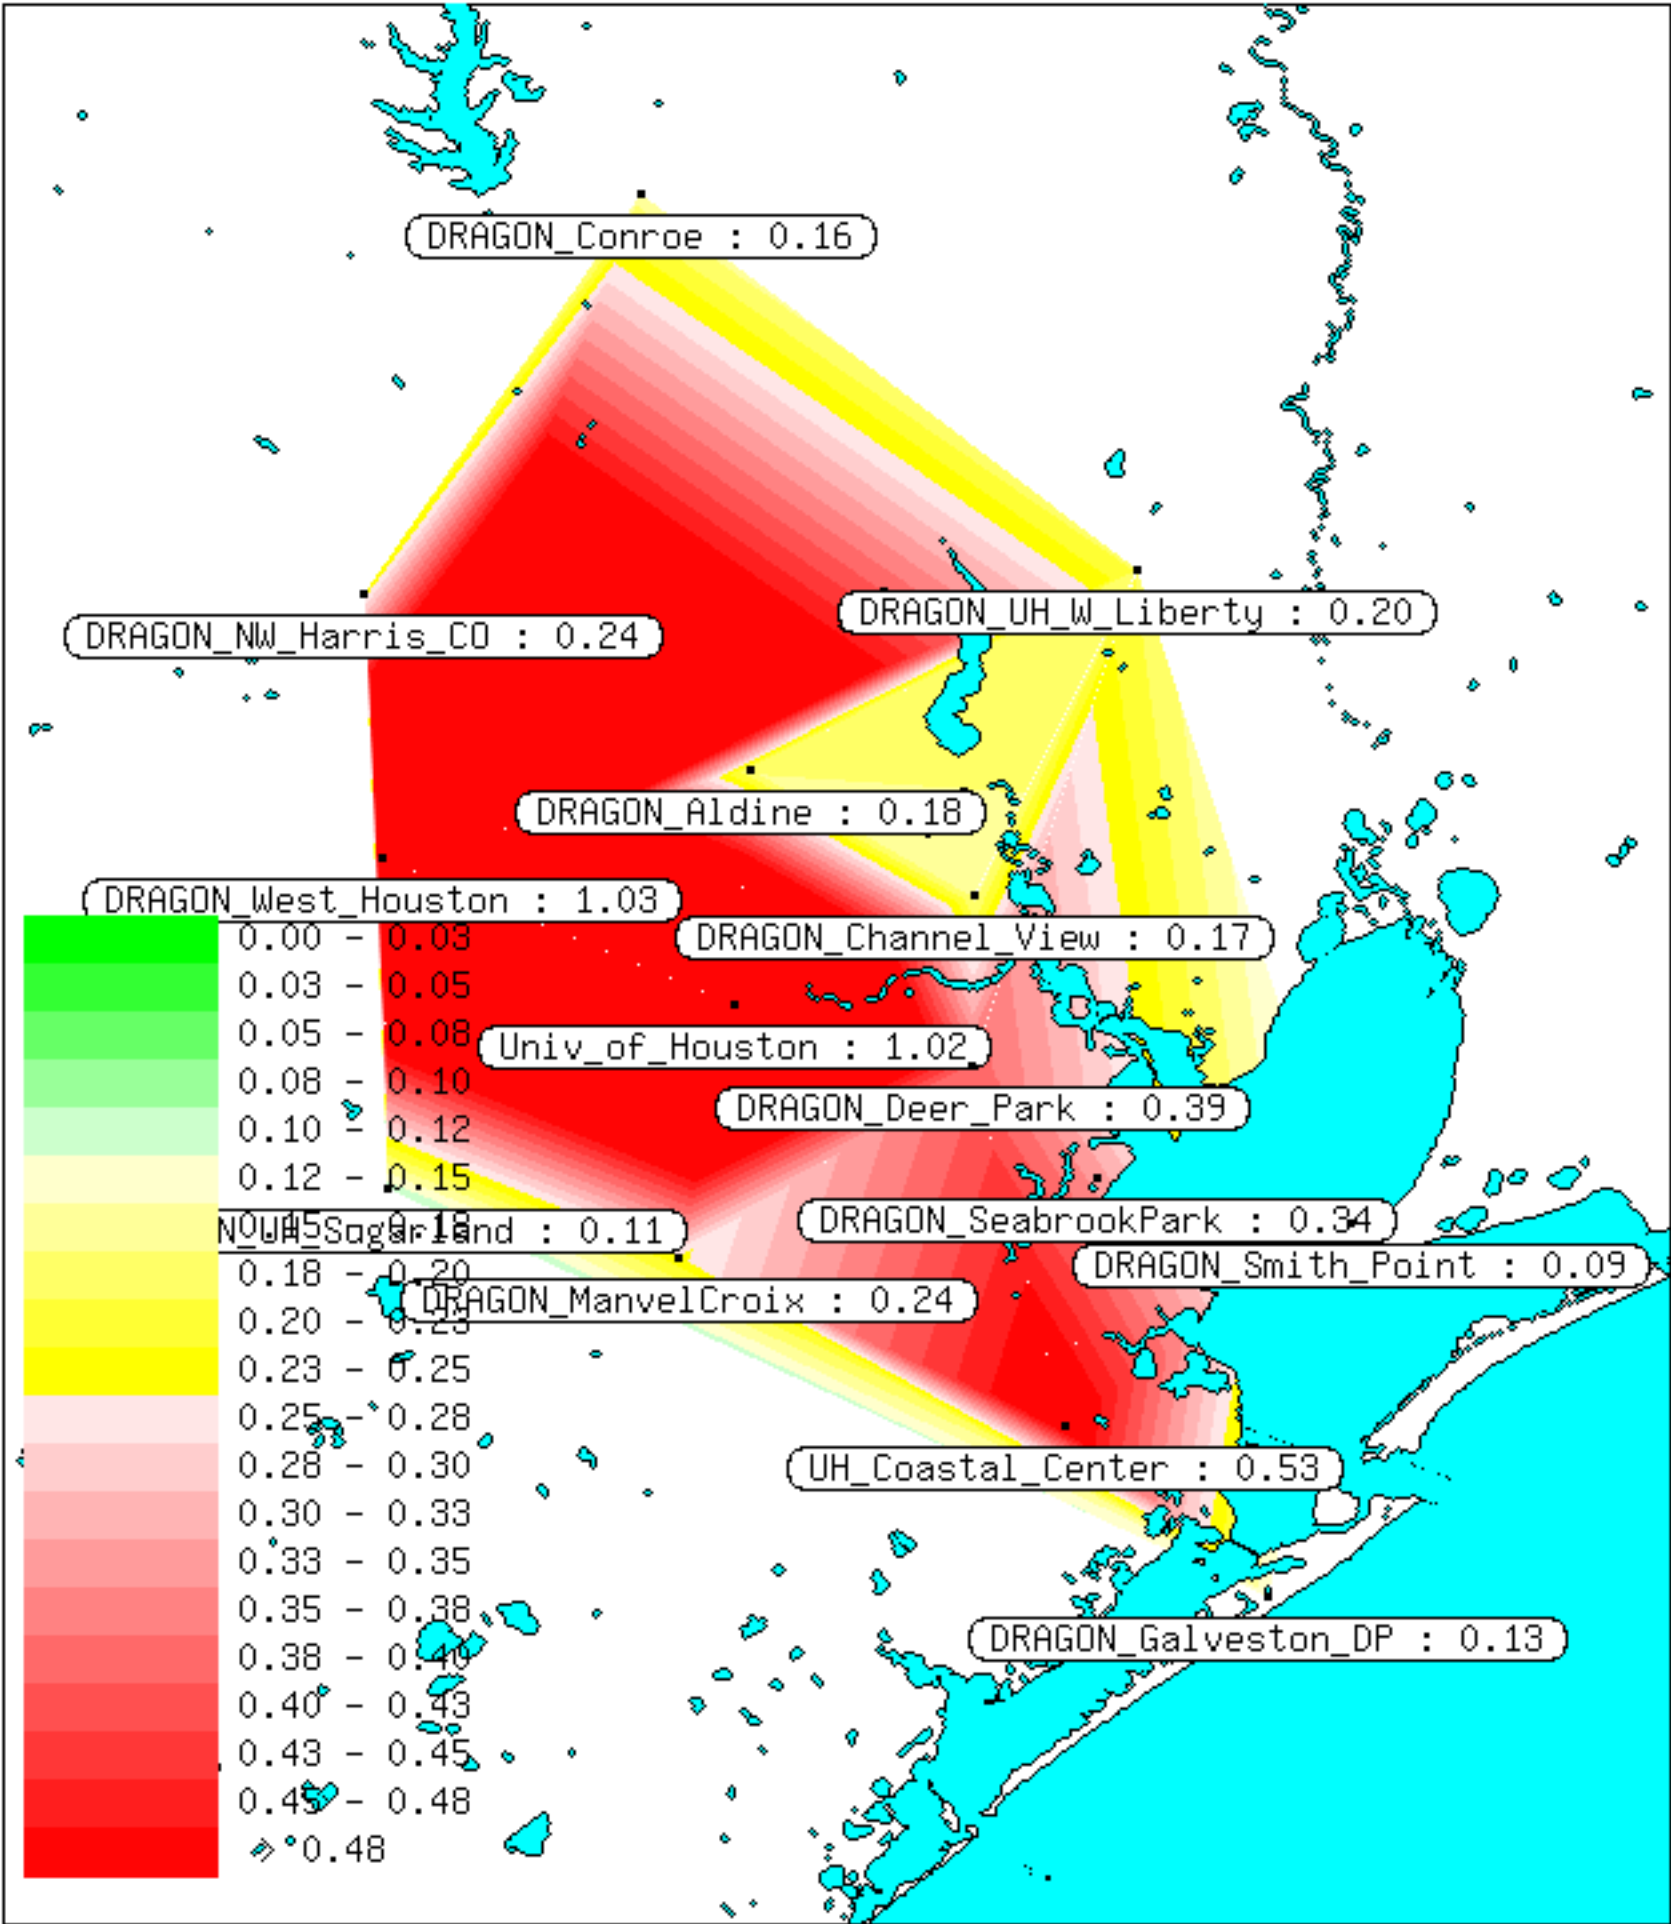 DRAGON_Conroe : 0.16
DRAGON_UH_W_Liberty : 0.20
DRAGON_NW_Harris_CO : 0.24
DRAGON_Aldine : 0.18
DRAGON_West_Houston : 1.03
DRAGON_Channel_View : 0.17
Univ_of_Houston : 1.02
DRAGON_Deer_Park : 0.39
DRAGON_SeabrookPark : 0.34
N_UH_Sugarland : 0.11
DRAGON_Smith_Point : 0.09
DRAGON_ManvelCroix : 0.24
UH_Coastal_Center : 0.53
DRAGON_Galveston_DP : 0.13
0.00 - 0.03
0.03 - 0.05
0.05 - 0.08
0.08 - 0.10
0.10 - 0.12
0.12 - 0.15
0.15 - 0.18
0.18 - 0.20
0.20 - 0.23
0.23 - 0.25
0.25 - 0.28
0.28 - 0.30
0.30 - 0.33
0.33 - 0.35
0.35 - 0.38
0.38 - 0.40
0.40 - 0.43
0.43 - 0.45
0.45 - 0.48
> 0.48